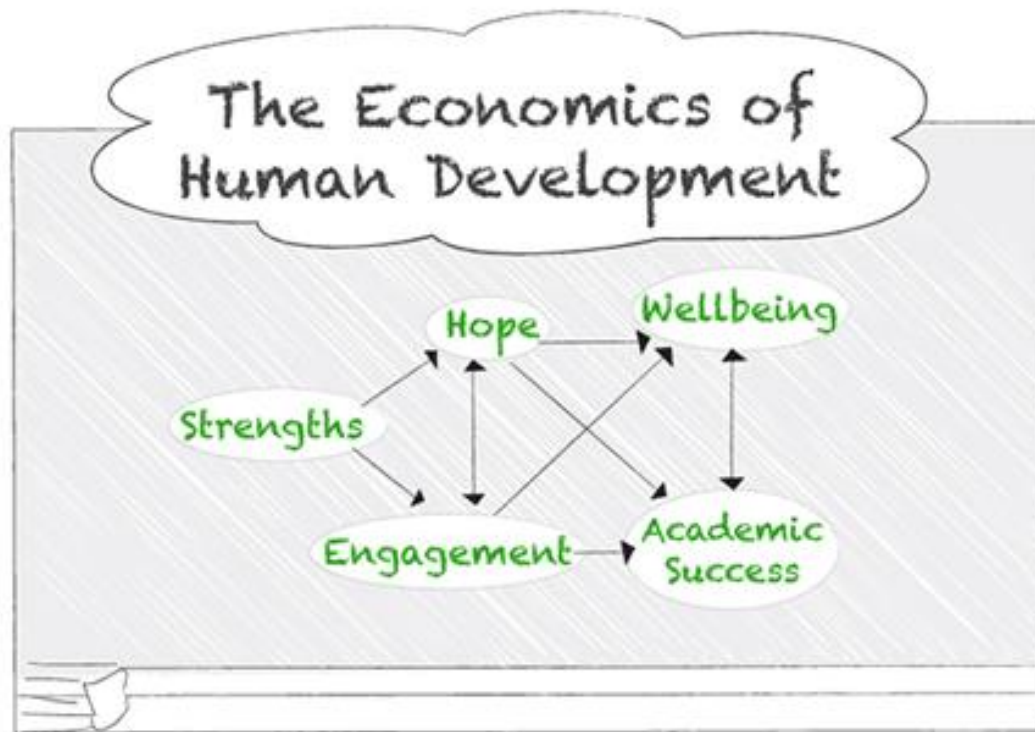 The Economics of
Human Development
Hope
Wellbeing
Strengths
Engagement
Academic
Success